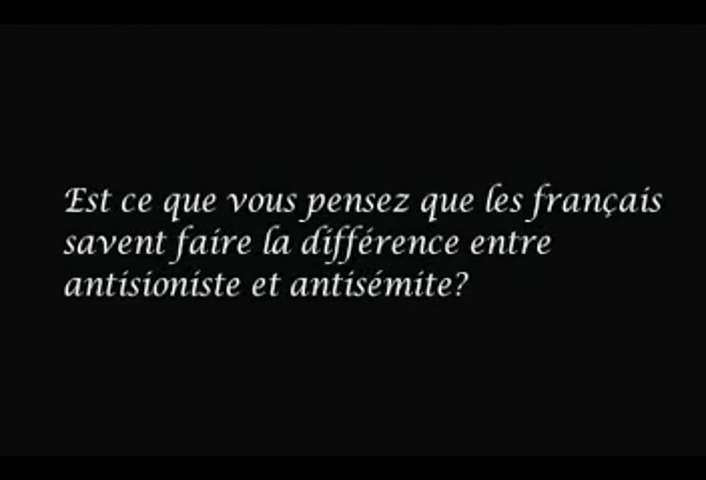 Est ce que vous pensez que les français
savent faire la différence entre
antisioniste et antisémite?